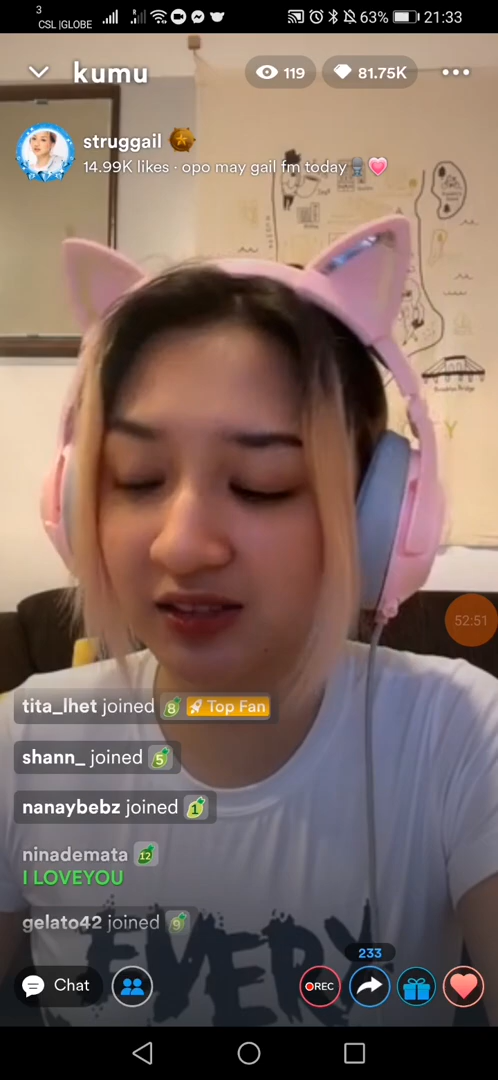 3
CSL |GLOBE
63% 21:33
kumu 119 81.75K
struggail
14.99K likes · opo may gail fm today
Brooklyn Bridge
52:51
tita_lhet joined 8 Top Fan
shann_ joined 5
nanaybebz joined 1
ninademata 12
I LOVEYOU
gelato42 joined 9
EVERY
233
Chat REC